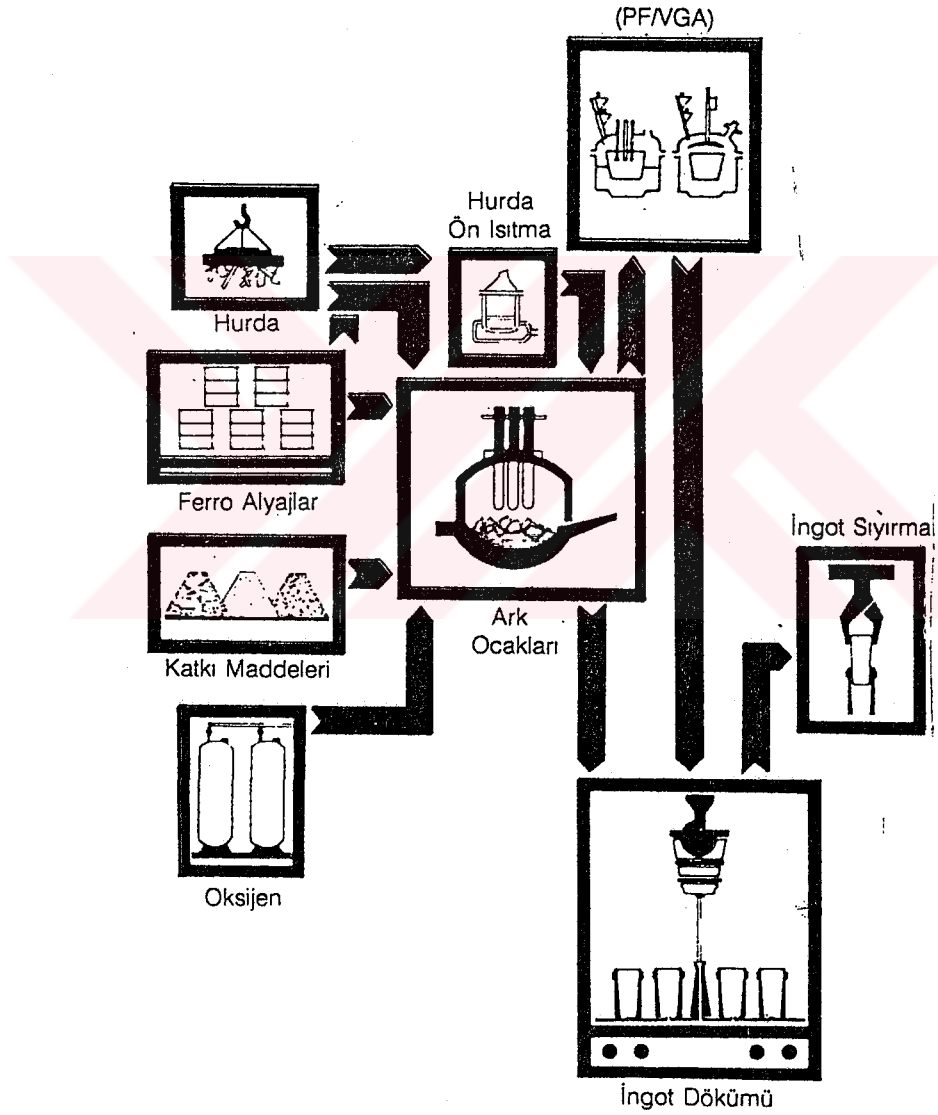 (PF/VGA)
Hurda
Ön Isıtma
Hurda
Ferro Alyajlar
İngot Sıyırma
Ark
Ocakları
Katkı Maddeleri
Oksijen
İngot Dökümü